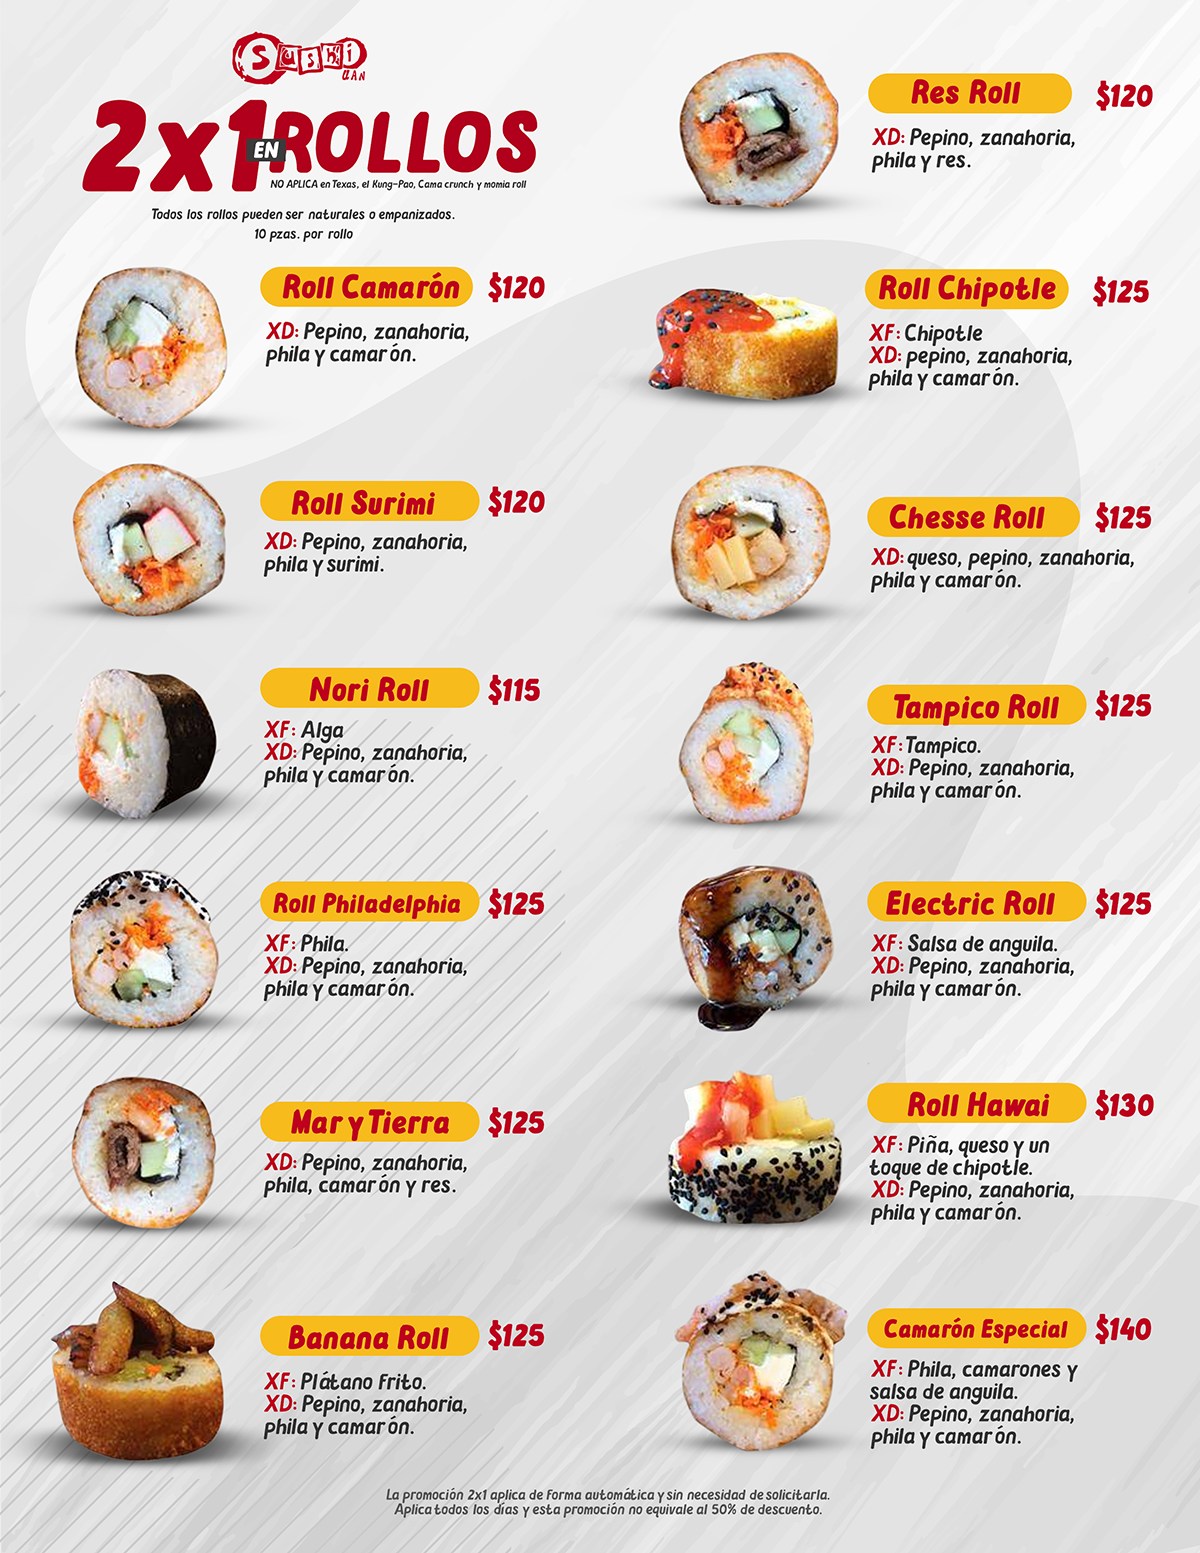 Sushi
UAN
2x1 EN ROLLOS
NO APLICA en Texas, el Kung-Pao, Cama crunch y momia roll
Todos los rollos pueden ser naturales o empanizados.
10 pzas. por rollo
Roll Camarón $120
XD: Pepino, zanahoria,
phila y camarón.
Roll Surimi $120
XD: Pepino, zanahoria,
phila y surimi.
Nori Roll $115
XF: Alga
XD: Pepino, zanahoria,
phila y camarón.
Roll Philadelphia $125
XF: Phila.
XD: Pepino, zanahoria,
phila y camarón.
Mar y Tierra $125
XD: Pepino, zanahoria,
phila, camarón y res.
Banana Roll $125
XF: Plátano Frito.
XD: Pepino, zanahoria,
phila y camarón.
Res Roll $120
XD: Pepino, zanahoria,
phila y res.
Roll Chipotle $125
XF: Chipotle
XD: pepino, zanahoria,
phila y camarón.
Chesse Roll $125
XD: queso, pepino, zanahoria,
phila y camarón.
Tampico Roll $125
XF: Tampico.
XD: Pepino, zanahoria,
phila y camarón.
Electric Roll $125
XF: Salsa de anguila.
XD: Pepino, zanahoria,
phila y camarón.
Roll Hawai $130
XF: Piña, queso y un
toque de chipotle.
XD: Pepino, zanahoria,
phila y camarón.
Camarón Especial $140
XF: Phila, camarones y
salsa de anguila.
XD: Pepino, zanahoria,
phila y camarón.
La promoción 2x1 aplica de forma automática y sin necesidad de solicitarla.
Aplica todos los días y esta promoción no equivale al 50% de descuento.